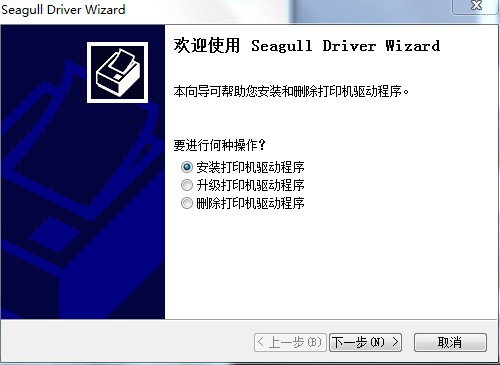 Seagull Driver Wizard
欢迎使用 Seagull Driver Wizard
本向导可帮助您安装和删除打印机驱动程序。
要进行何种操作?
安装打印机驱动程序
升级打印机驱动程序
删除打印机驱动程序
< 上一步(B) 下一步(N) > 取消